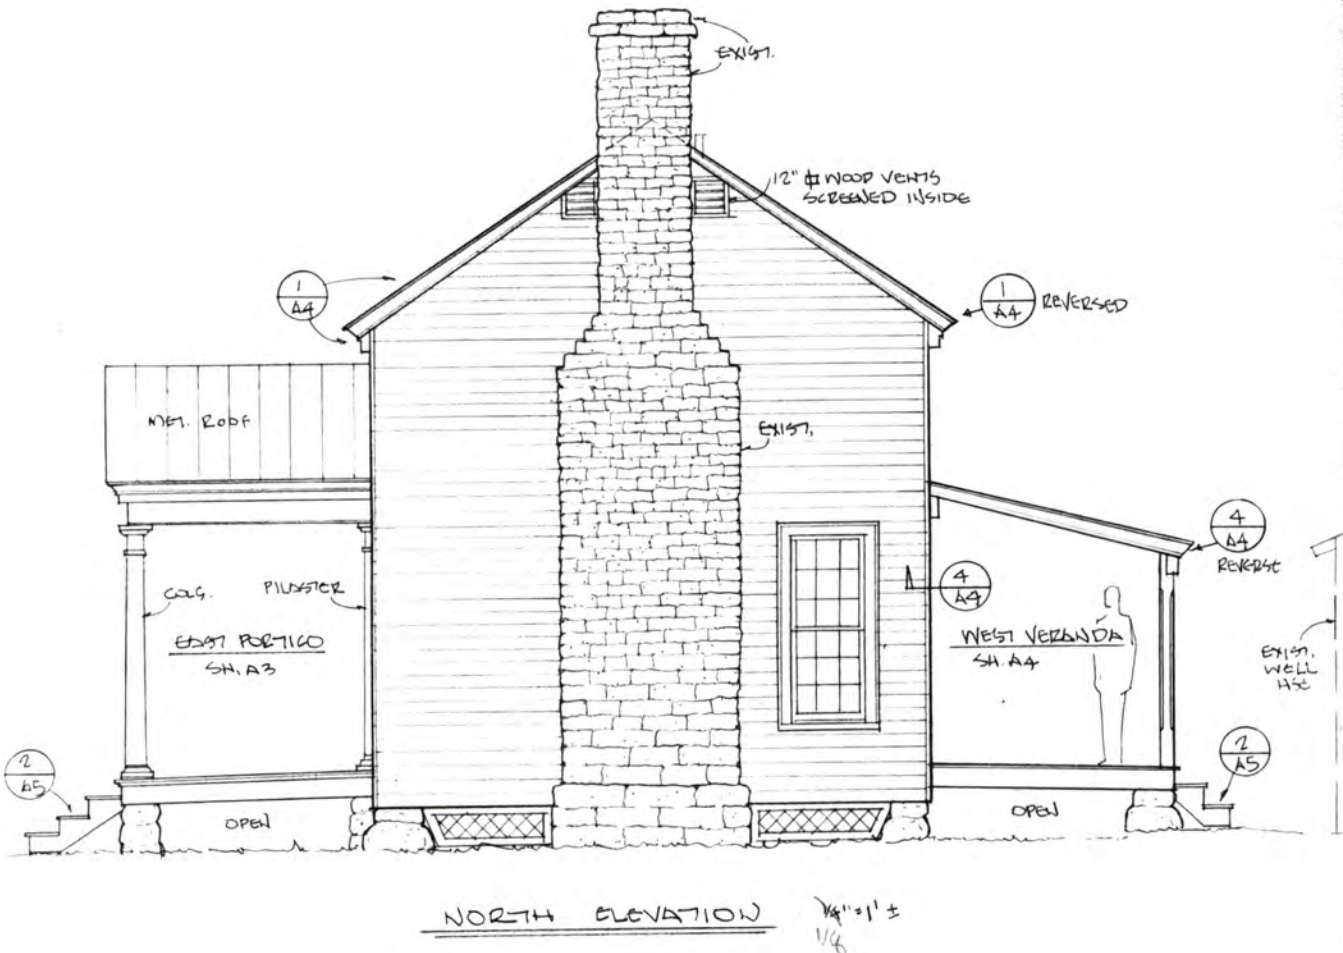 EXIST.
12" ⌗ WOOD VENTS
SCREENED INSIDE
1
A4
1
A4
REVERSED
MET. ROOF
EXIST.
4
A4
REVERSE
COLS.
PILASTER
4
A4
EAST PORTICO
SH. A3
WEST VERANDA
SH. A4
EXIST.
WELL
HSE
2
A5
2
A5
OPEN
OPEN
NORTH ELEVATION
1/4" = 1' ±
1/8